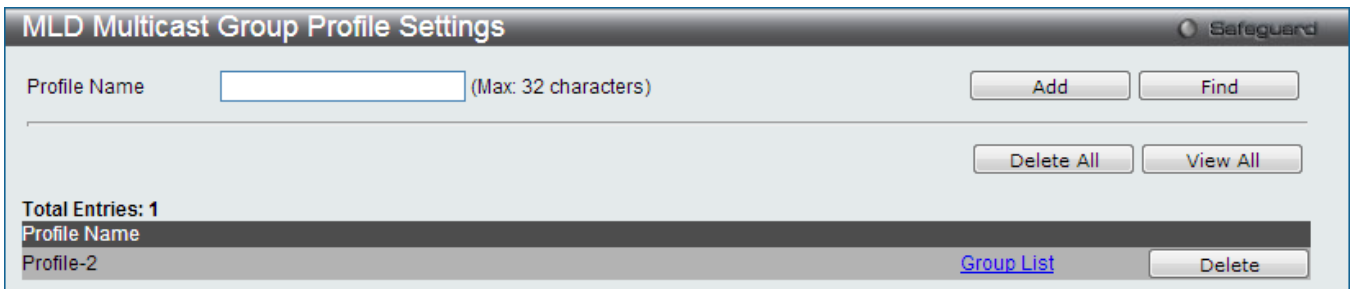 MLD Multicast Group Profile Settings Safeguard
Profile Name (Max: 32 characters) Add Find
Delete All View All
Total Entries: 1
Profile Name
Profile-2 Group List Delete